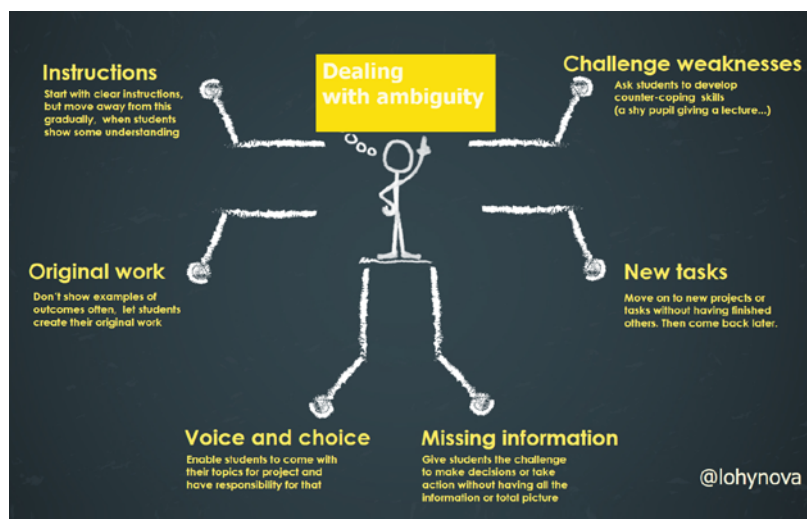 Dealing
with ambiguity
Instructions
Start with clear instructions,
but move away from this
gradually, when students
show some understanding
Challenge weaknesses
Ask students to develop
counter-coping skills
(a shy pupil giving a lecture...)
Original work
Don't show examples of
outcomes often, let students
create their original work
New tasks
Move on to new projects or
tasks without having finished
others. Then come back later.
Voice and choice
Enable students to come with
their topics for project and
have responsibility for that
Missing information
Give students the challenge
to make decisions or take
action without having all the
information or total picture
@lohynova